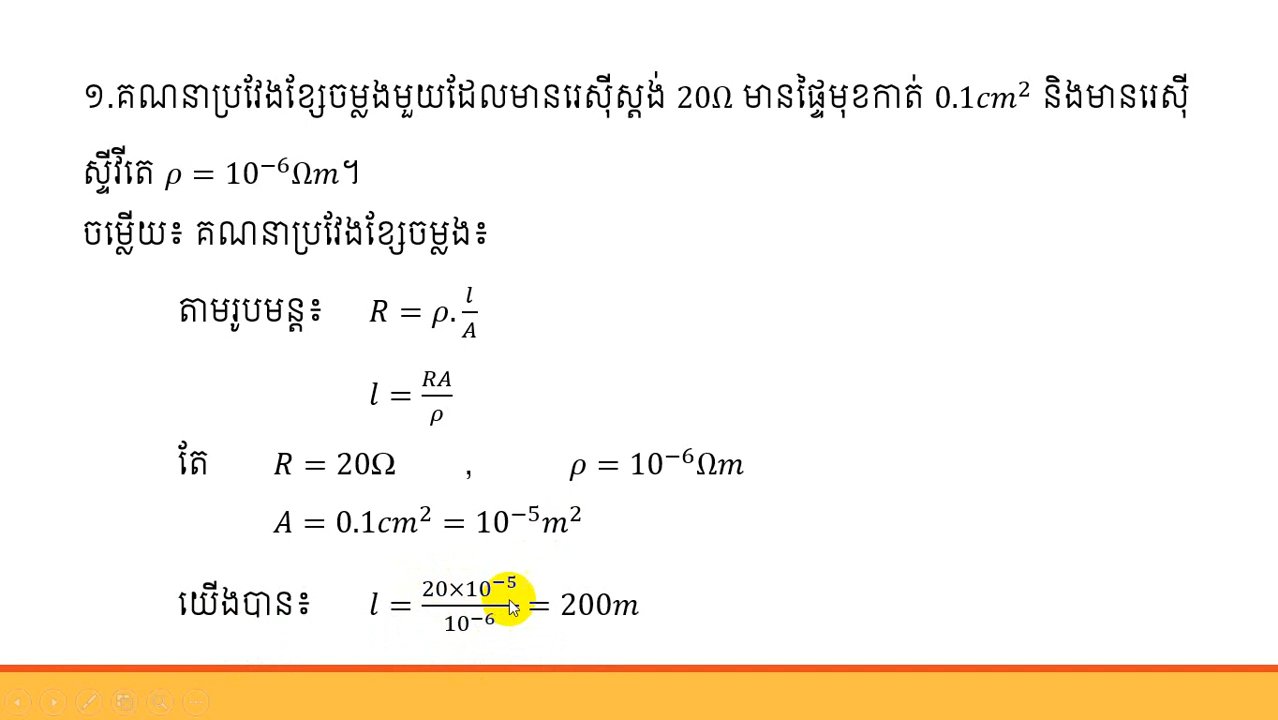 ១.គណនាប្រវែងខ្សែចម្លងមួយដែលមានរេស៊ីស្តង់ 20Ω មានផ្ទៃមុខកាត់ 0.1cm² និងមានរេស៊ី
ស្ទីវីតេ ρ = 10⁻⁶Ωm។
ចម្លើយ៖ គណនាប្រវែងខ្សែចម្លង៖
តាមរូបមន្ត៖ R = ρ.l/A
l = RA/ρ
តែ R = 20Ω , ρ = 10⁻⁶Ωm
A = 0.1cm² = 10⁻⁵m²
យើងបាន៖ l = 20×10⁻⁵/10⁻⁶ = 200m